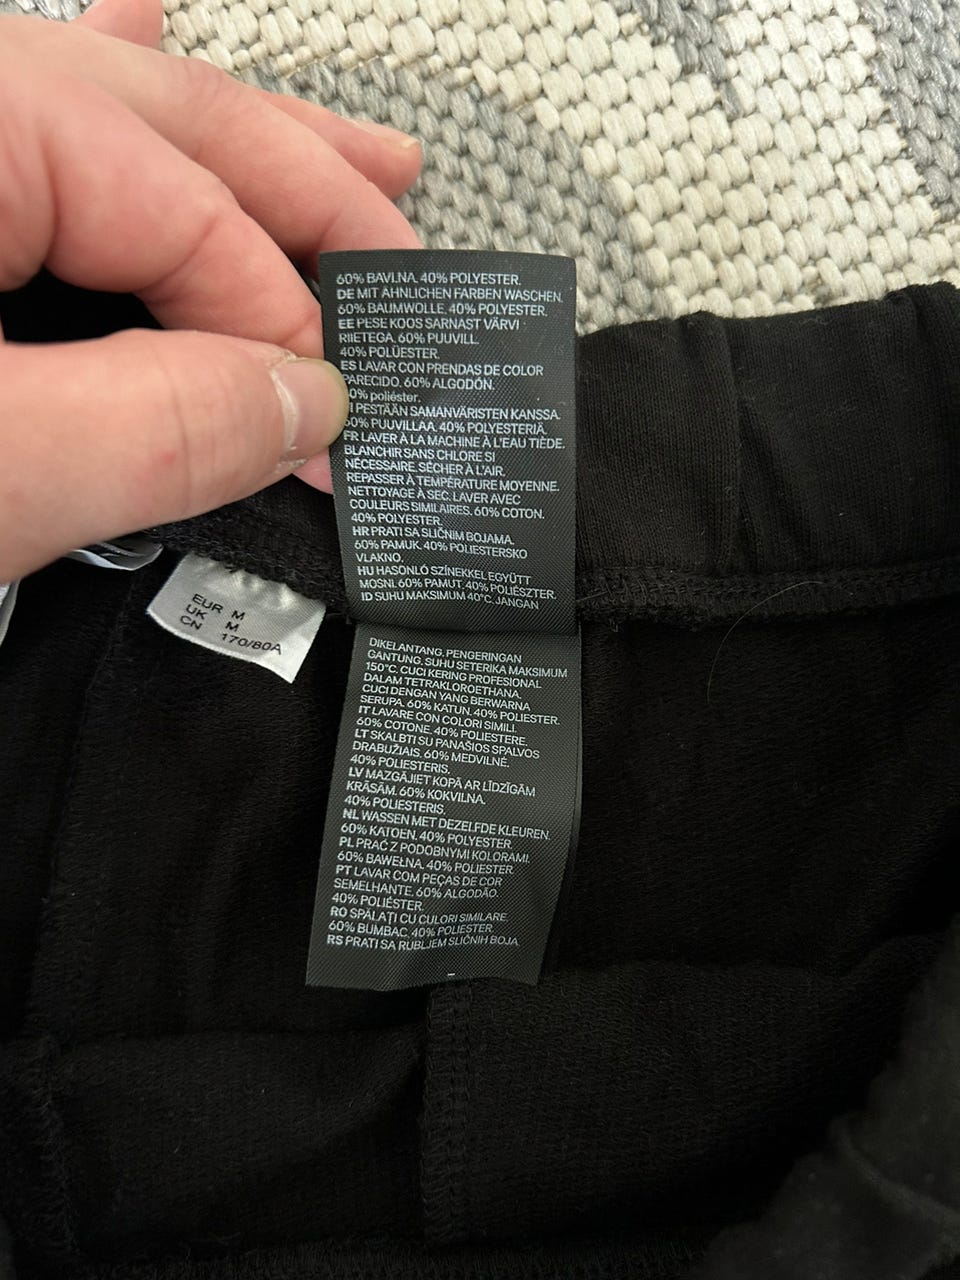 60% BAVLNA. 40% POLYESTER.
DE MIT ÄHNLICHEN FARBEN WASCHEN.
60% BAUMWOLLE. 40% POLYESTER.
EE PESE KOOS SARNAST VÄRVI
RIIETEGA. 60% PUUVILL.
40% POLÜESTER.
ES LAVAR CON PRENDAS DE COLOR
PARECIDO. 60% ALGODÓN.
0% poliéster.
I PESTÄÄN SAMANVÄRISTEN KANSSA.
60% PUUVILLAA. 40% POLYESTERIÄ.
FR LAVER À LA MACHINE À L'EAU TIÈDE.
BLANCHIR SANS CHLORE SI
NÉCESSAIRE. SÉCHER À L'AIR.
REPASSER À TEMPÉRATURE MOYENNE.
NETTOYAGE À SEC. LAVER AVEC
COULEURS SIMILAIRES. 60% COTON.
40% POLYESTER.
HR PRATI SA SLIČNIM BOJAMA.
60% PAMUK. 40% POLIESTERSKO
VLAKNO.
HU HASONLÓ SZÍNEKKEL EGYÜTT
MOSNI. 60% PAMUT. 40% POLIÉSZTER.
ID SUHU MAKSIMUM 40°C. JANGAN
EUR M
UK M
CN 170/80A
DIKELANTANG. PENGERINGAN
GANTUNG. SUHU SETERIKA MAKSIMUM
150°C. CUCI KERING PROFESIONAL
DALAM TETRAKLOROETHANA.
CUCI DENGAN YANG BERWARNA
SERUPA. 60% KATUN. 40% POLIESTER.
IT LAVARE CON COLORI SIMILI.
60% COTONE. 40% POLIESTERE.
LT SKALBTI SU PANAŠIOS SPALVOS
DRABUŽIAIS. 60% MEDVILNĖ.
40% POLIESTERIS.
LV MAZGĀJIET KOPĀ AR LĪDZĪGĀM
KRĀSĀM. 60% KOKVILNA.
40% POLIESTERIS.
NL WASSEN MET DEZELFDE KLEUREN.
60% KATOEN. 40% POLYESTER
PL PRAĆ Z PODOBNYMI KOLORAMI.
60% BAWEŁNA. 40% POLIESTER.
PT LAVAR COM PEÇAS DE COR
SEMELHANTE. 60% ALGODÃO.
40% POLIÉSTER.
RO SPĂLAȚI CU CULORI SIMILARE.
60% BUMBAC. 40% POLIESTER.
RS PRATI SA RUBLJEM SLIČNIH BOJA.